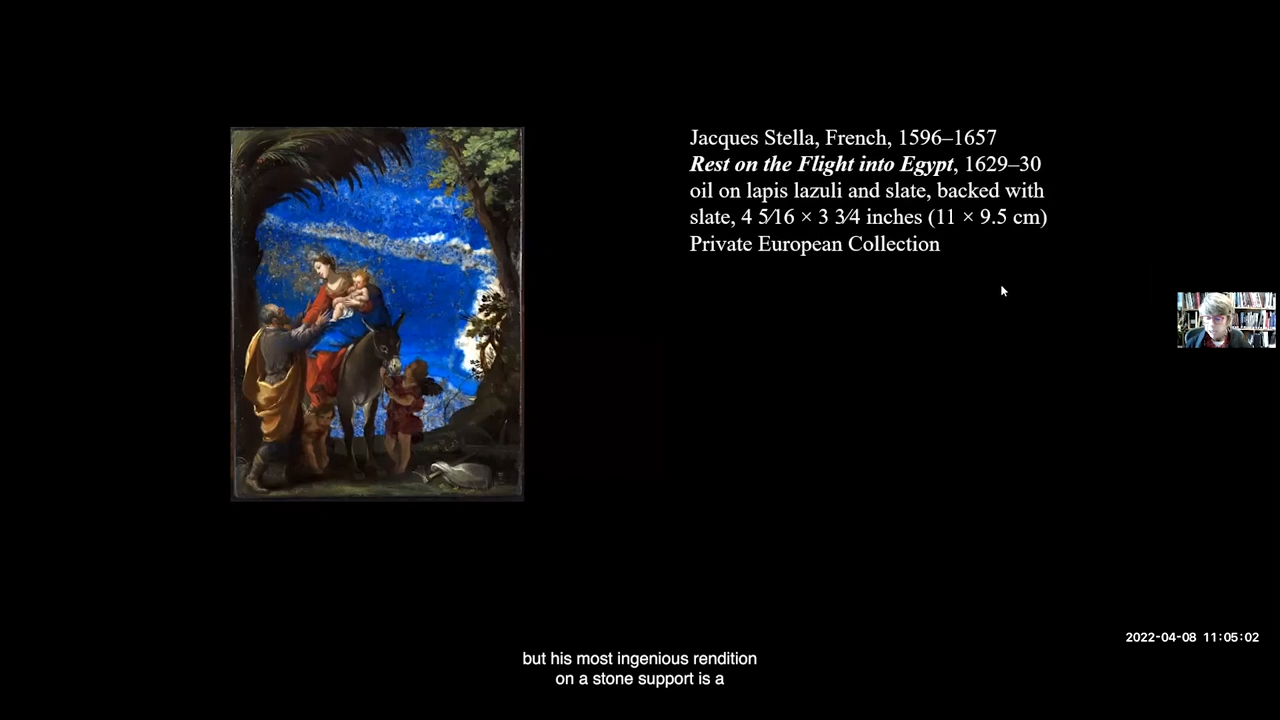 Jacques Stella, French, 1596–1657
Rest on the Flight into Egypt, 1629–30
oil on lapis lazuli and slate, backed with
slate, 4 5⁄16 × 3 3⁄4 inches (11 × 9.5 cm)
Private European Collection
2022-04-08 11:05:02
but his most ingenious rendition
on a stone support is a